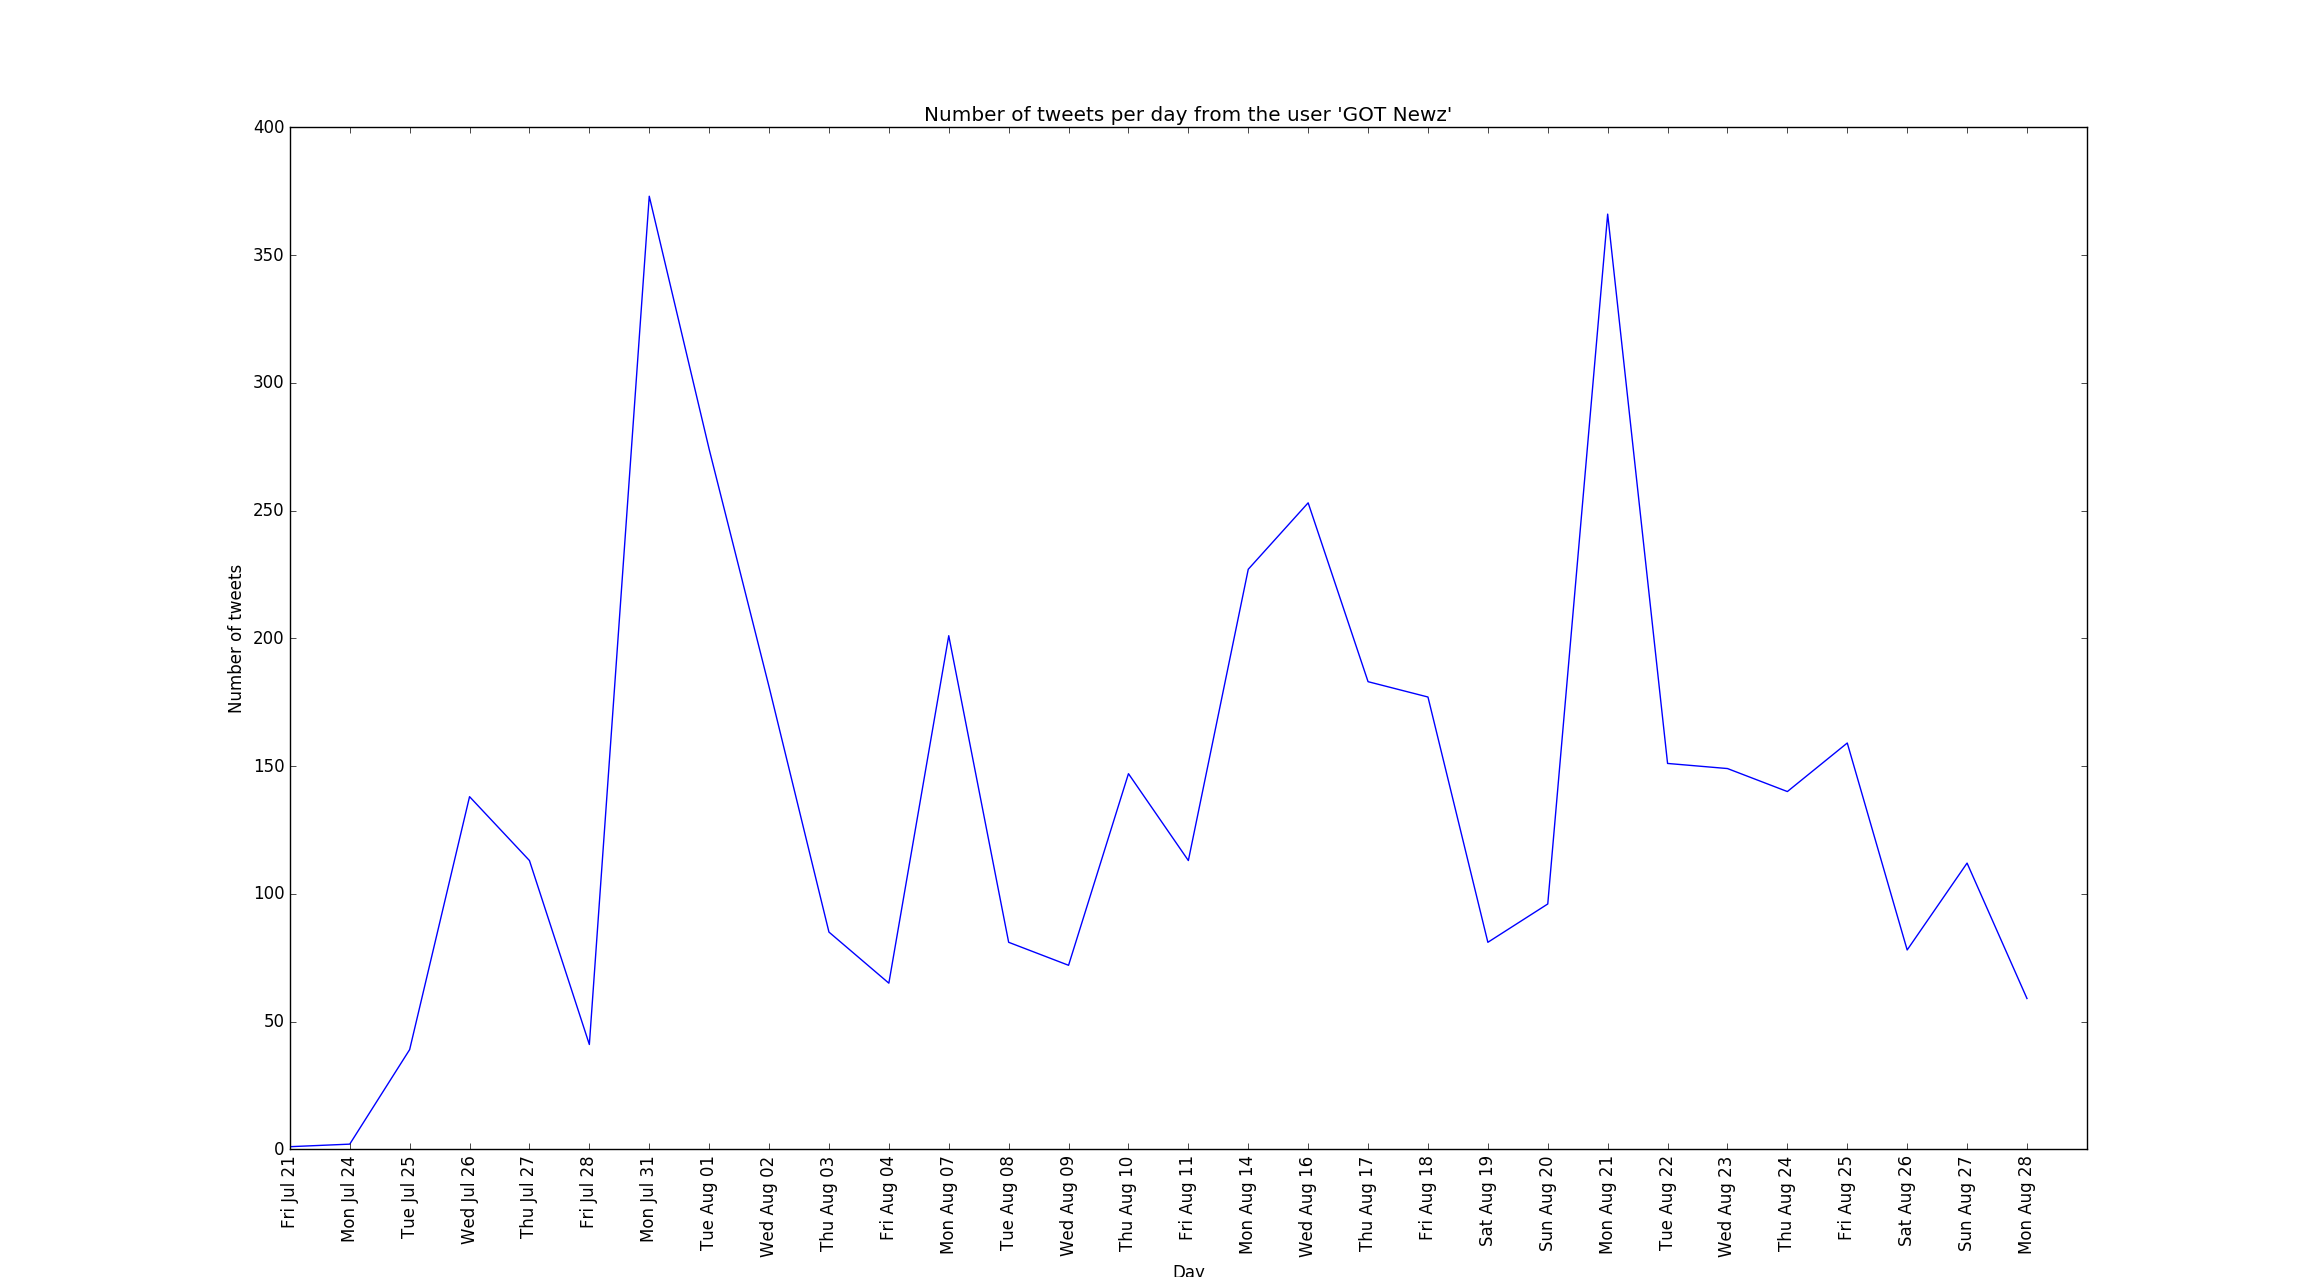 Number of tweets per day from the user 'GOT Newz'
400
350
300
250
200
150
100
50
0
Number of tweets
Fri Jul 21
Mon Jul 24
Tue Jul 25
Wed Jul 26
Thu Jul 27
Fri Jul 28
Mon Jul 31
Tue Aug 01
Wed Aug 02
Thu Aug 03
Fri Aug 04
Mon Aug 07
Tue Aug 08
Wed Aug 09
Thu Aug 10
Fri Aug 11
Mon Aug 14
Wed Aug 16
Thu Aug 17
Fri Aug 18
Sat Aug 19
Sun Aug 20
Mon Aug 21
Tue Aug 22
Wed Aug 23
Thu Aug 24
Fri Aug 25
Sat Aug 26
Sun Aug 27
Mon Aug 28
Day